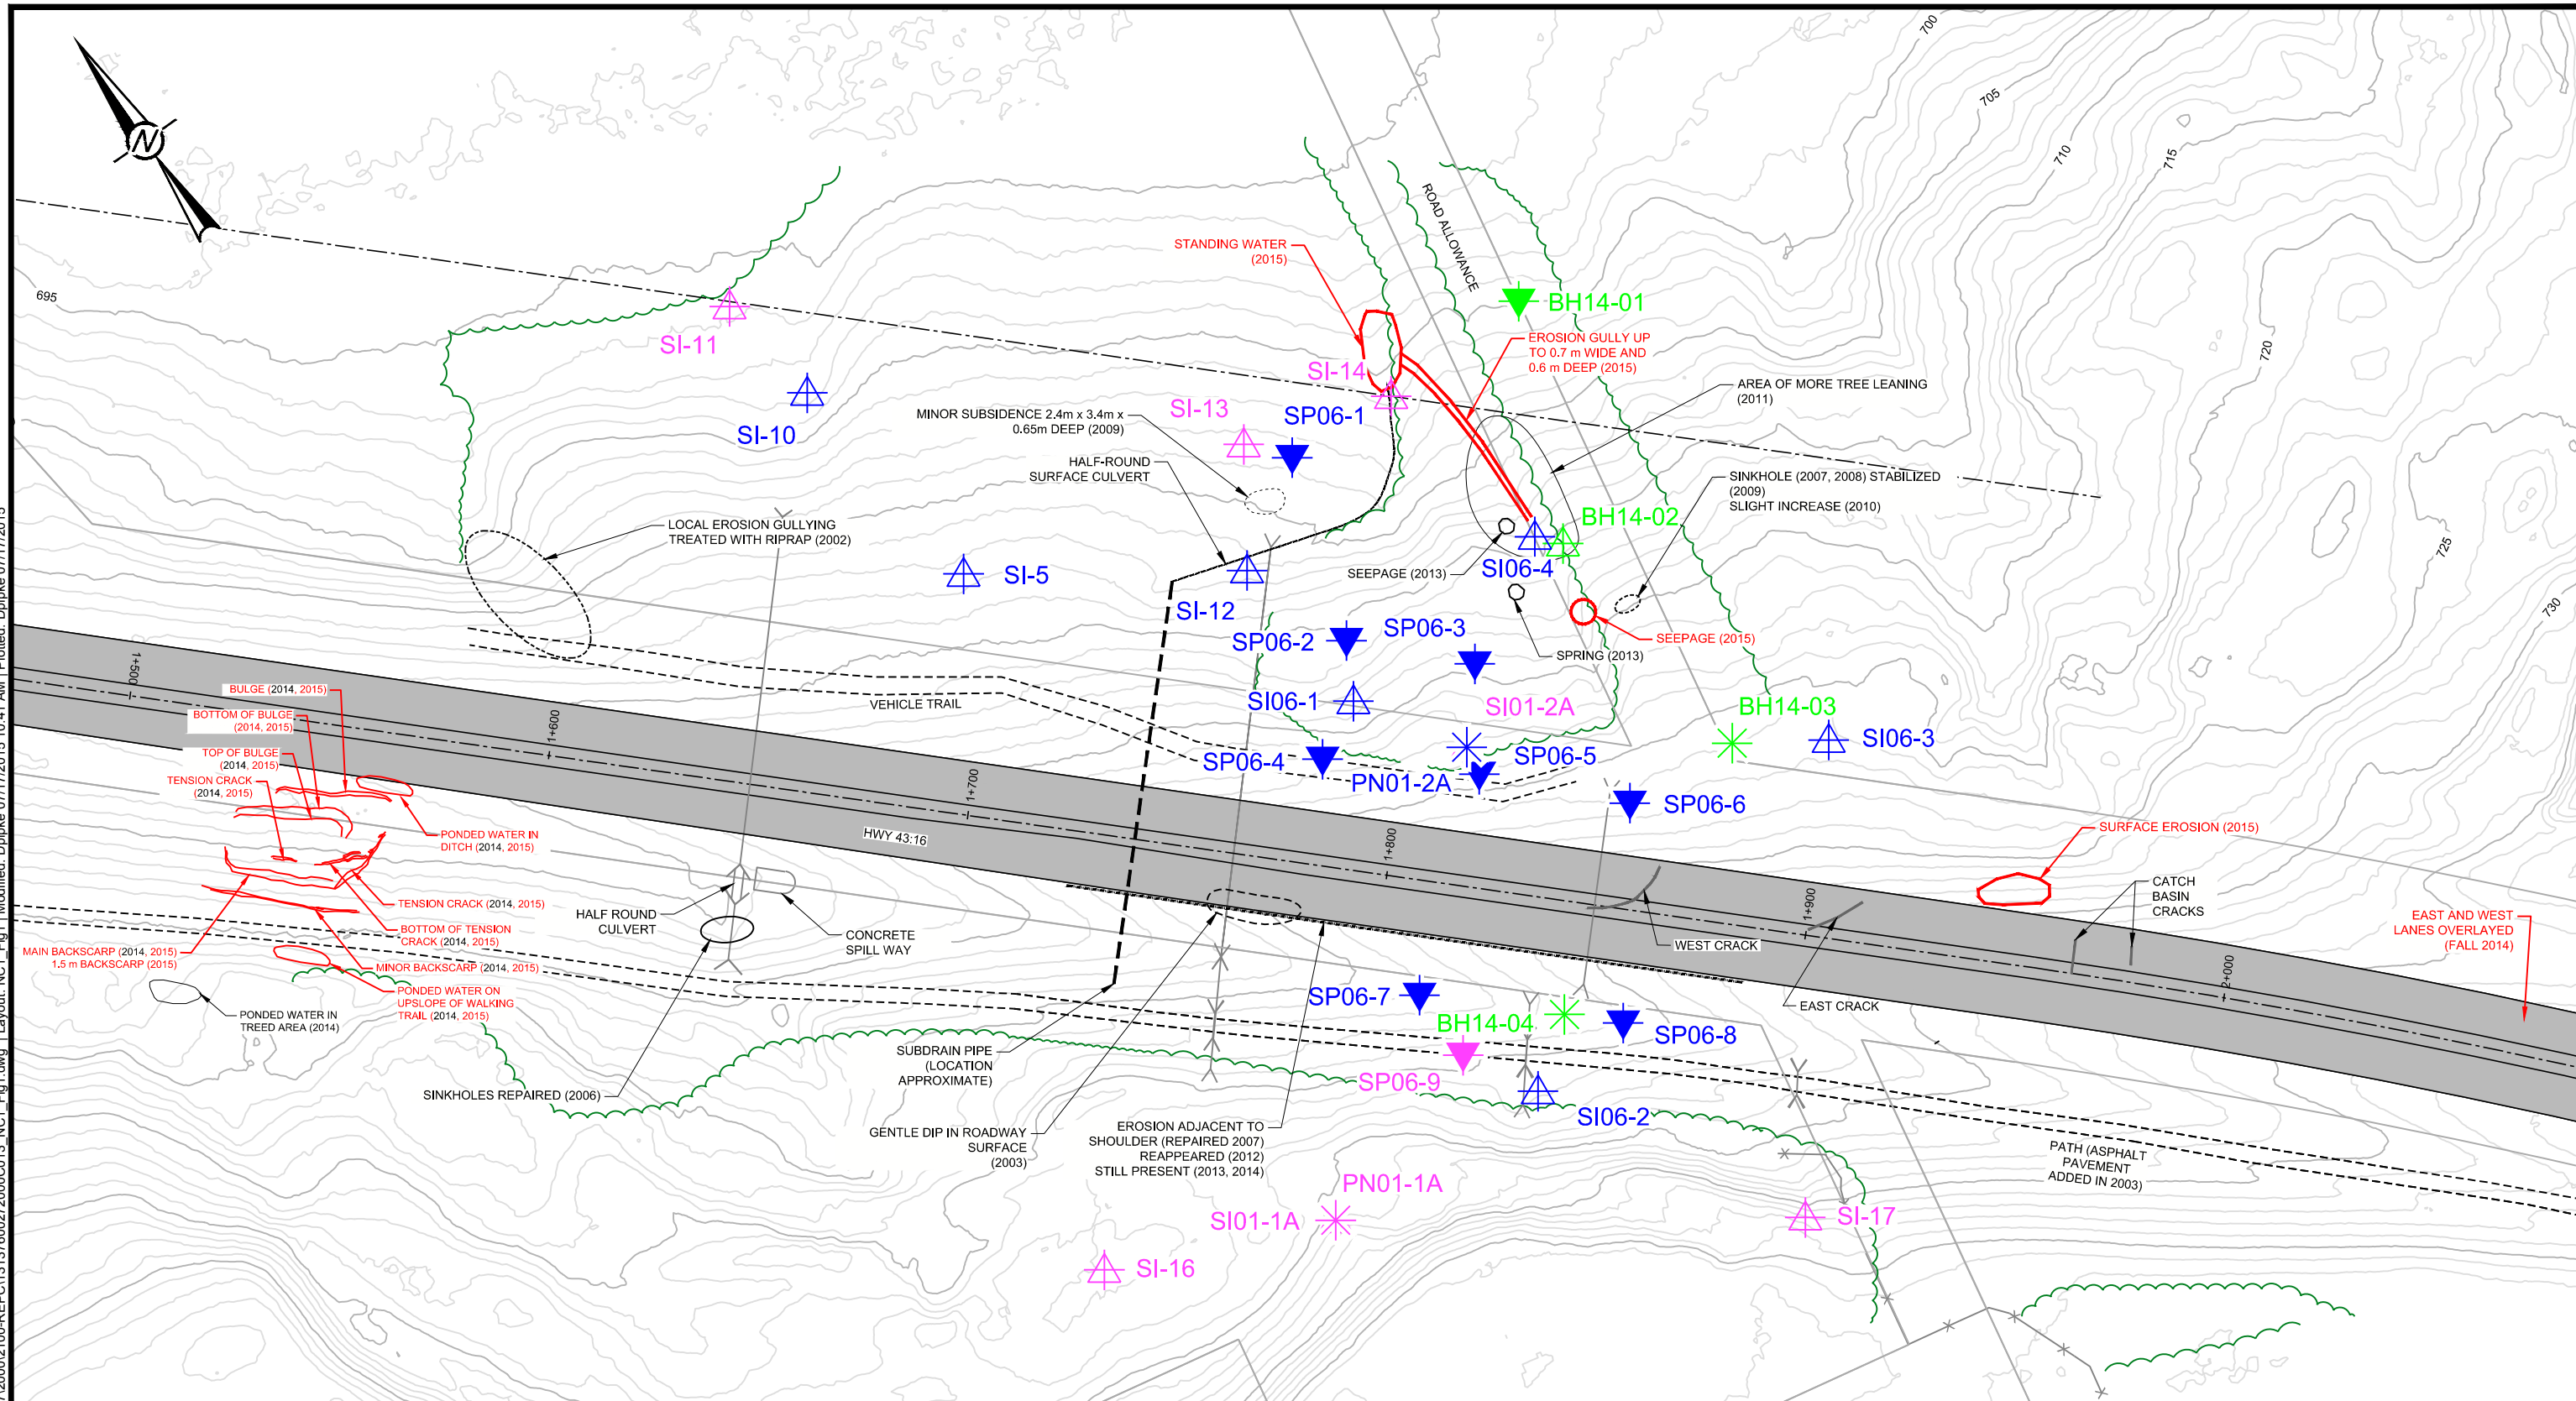 700
705
710
715
720
725
730
695
N
ROAD ALLOWANCE
STANDING WATER
(2015)
BH14-01
EROSION GULLY UP
TO 0.7 m WIDE AND
0.6 m DEEP (2015)
SI-11
SI-14
AREA OF MORE TREE LEANING
(2011)
SI-10
MINOR SUBSIDENCE 2.4m x 3.4m x
0.65m DEEP (2009)
SI-13
SP06-1
HALF-ROUND
SURFACE CULVERT
SINKHOLE (2007, 2008) STABILIZED
(2009)
SLIGHT INCREASE (2010)
LOCAL EROSION GULLYING
TREATED WITH RIPRAP (2002)
BH14-02
SI-5
SEEPAGE (2013)
SI06-4
SI-12
SP06-2
SP06-3
SEEPAGE (2015)
SPRING (2013)
1+500
BULGE (2014, 2015)
BOTTOM OF BULGE
(2014, 2015)
TOP OF BULGE
(2014, 2015)
TENSION CRACK
(2014, 2015)
1+600
VEHICLE TRAIL
SI06-1
SI01-2A
BH14-03
SI06-3
SP06-4
SP06-5
PN01-2A
SP06-6
1+700
HWY 43:16
1+800
PONDED WATER IN
DITCH (2014, 2015)
SURFACE EROSION (2015)
TENSION CRACK (2014, 2015)
HALF ROUND
CULVERT
CONCRETE
SPILL WAY
1+900
CATCH
BASIN
CRACKS
EAST AND WEST
LANES OVERLAYED
(FALL 2014)
BOTTOM OF TENSION
CRACK (2014, 2015)
MAIN BACKSCARP (2014, 2015)
1.5 m BACKSCARP (2015)
MINOR BACKSCARP (2014, 2015)
WEST CRACK
2+000
PONDED WATER ON
UPSLOPE OF WALKING
TRAIL (2014, 2015)
PONDED WATER IN
TREED AREA (2014)
SP06-7
BH14-04
EAST CRACK
SP06-8
SUBDRAIN PIPE
(LOCATION
APPROXIMATE)
SP06-9
SINKHOLES REPAIRED (2006)
SI06-2
GENTLE DIP IN ROADWAY
SURFACE
(2003)
EROSION ADJACENT TO
SHOULDER (REPAIRED 2007)
REAPPEARED (2012)
STILL PRESENT (2013, 2014)
PATH (ASPHALT
PAVEMENT
ADDED IN 2003)
PN01-1A
SI01-1A
SI-17
SI-16